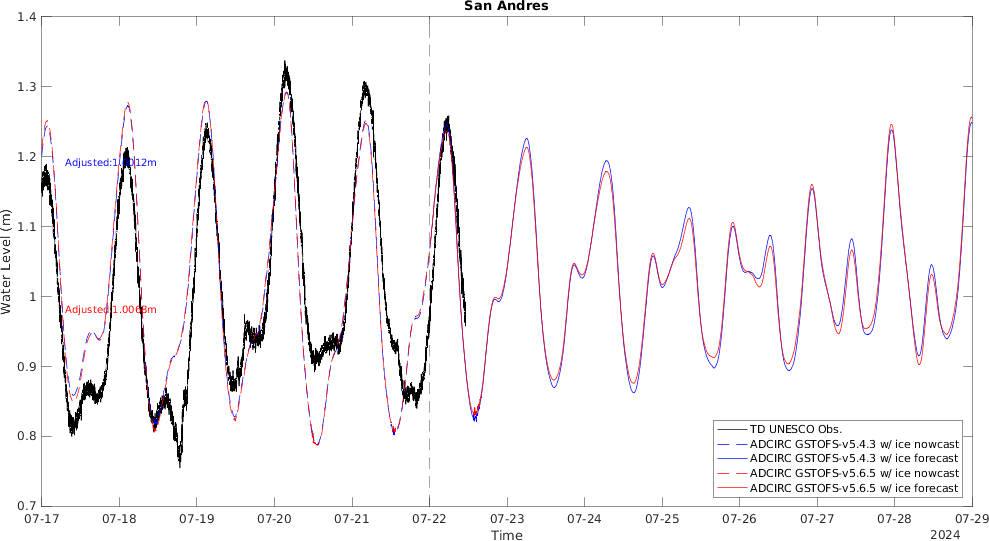 San Andres
Water Level (m)
1.4
1.3
1.2
1.1
1
0.9
0.8
0.7
Adjusted:1.0012m
Adjusted:1.0068m
TD UNESCO Obs.
ADCIRC GSTOFS-v5.4.3 w/ ice nowcast
ADCIRC GSTOFS-v5.4.3 w/ ice forecast
ADCIRC GSTOFS-v5.6.5 w/ ice nowcast
ADCIRC GSTOFS-v5.6.5 w/ ice forecast
07-17 07-18 07-19 07-20 07-21 07-22 07-23 07-24 07-25 07-26 07-27 07-28 07-29
Time
2024